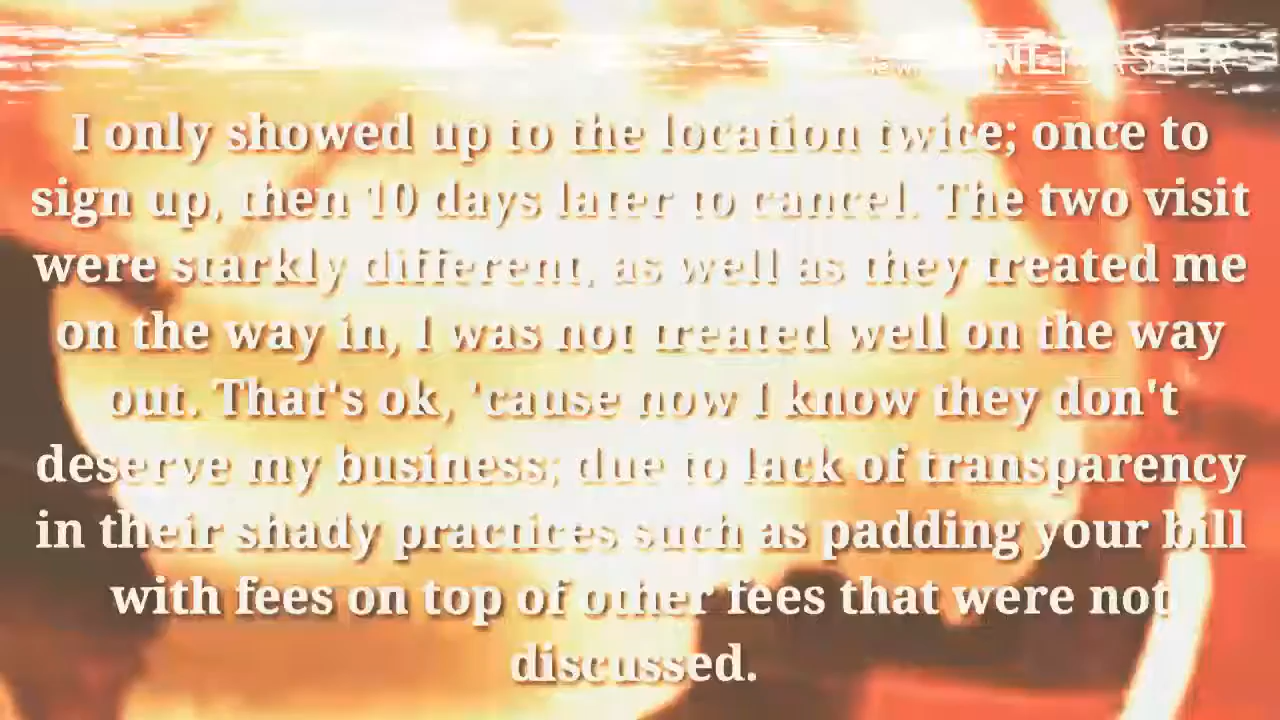 I only showed up to the location twice; once to
sign up, then 10 days later to cancel. The two visit
were starkly different, as well as they treated me
on the way in, I was not treated well on the way
out. That's ok, 'cause now I know they don't
deserve my business; due to lack of transparency
in their shady practices such as padding your bill
with fees on top of other fees that were not
discussed.